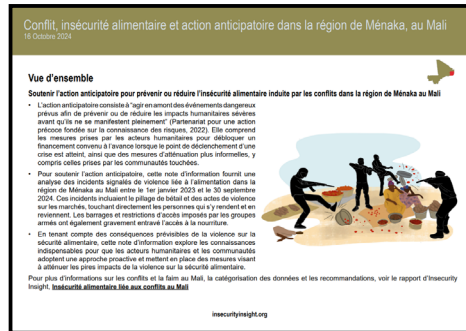 Conflit, insécurité alimentaire et action anticipatoire dans la région de Ménaka, au Mali
16 Octobre 2024
Vue d'ensemble
Soutenir l'action anticipatoire pour prévenir ou réduire l'insécurité alimentaire induite par les conflits dans la région de Ménaka au Mali
• L'action anticipatoire consiste à "agir en amont des événements dangereux
prévus afin de prévenir ou de réduire les impacts humanitaires sévères
avant qu'ils ne se manifestent pleinement" (Partenariat pour une action
précoce fondée sur la connaissance des risques, 2022). Elle comprend
les mesures prises par les acteurs humanitaires pour débloquer un
financement convenu à l'avance lorsque le point de déclenchement d'une
crise est atteint, ainsi que des mesures d'atténuation plus informelles, y
compris celles prises par les communautés touchées.
• Pour soutenir l'action anticipatoire, cette note d'information fournit une
analyse des incidents signalés de violence liée à l'alimentation dans la
région de Ménaka au Mali entre le 1er janvier 2023 et le 30 septembre
2024. Ces incidents incluaient le pillage de bétail et des actes de violence
sur les marchés, touchant directement les personnes qui s'y rendent et en
reviennent. Les barrages et restrictions d'accès imposés par les groupes
armés ont également gravement entravé l'accès à la nourriture.
• En tenant compte des conséquences prévisibles de la violence sur la
sécurité alimentaire, cette note d'information explore les connaissances
indispensables pour que les acteurs humanitaires et les communautés
adoptent une approche proactive et mettent en place des mesures visant
à atténuer les pires impacts de la violence sur la sécurité alimentaire.
Pour plus d'informations sur les conflits et la faim au Mali, la catégorisation des données et les recommandations, voir le rapport d'Insecurity
Insight, Insécurité alimentaire liée aux conflits au Mali
insecurityinsight.org